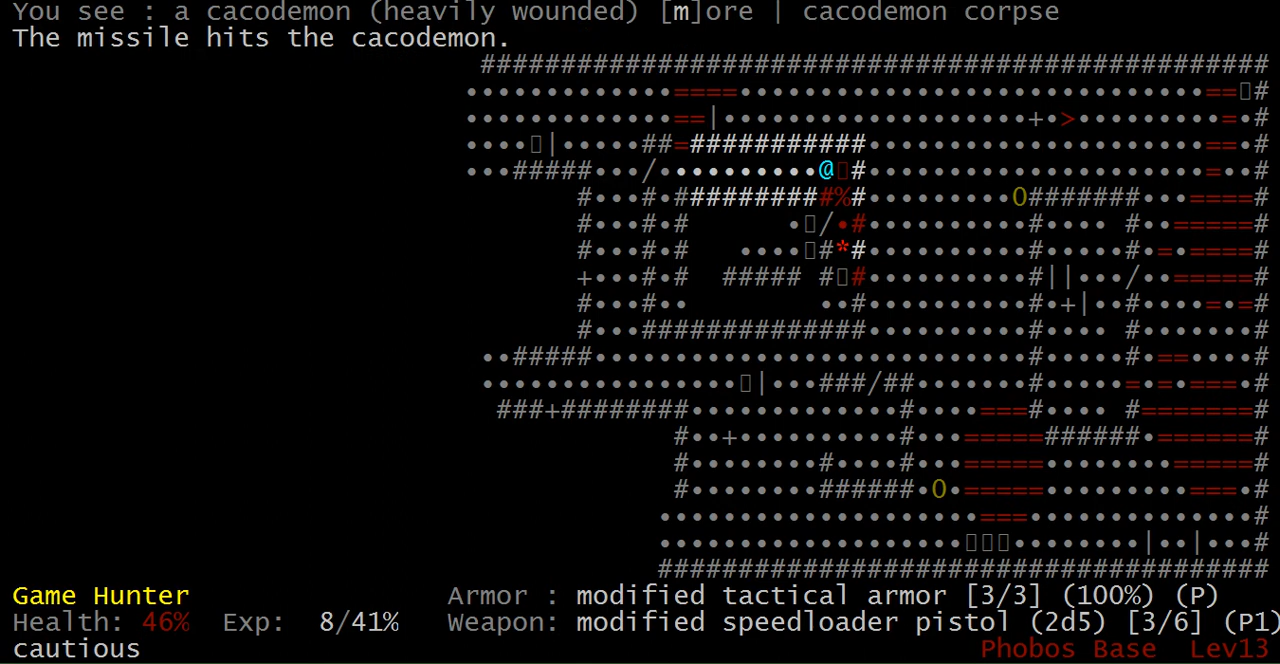 You see : a cacodemon (heavily wounded) [m]ore | cacodemon corpse
The missile hits the cacodemon.
Game Hunter
Armor : modified tactical armor [3/3] (100%) (P)
Health: 46% Exp: 8/41% Weapon: modified speedloader pistol (2d5) [3/6] (P1)
cautious
Phobos Base Lev13